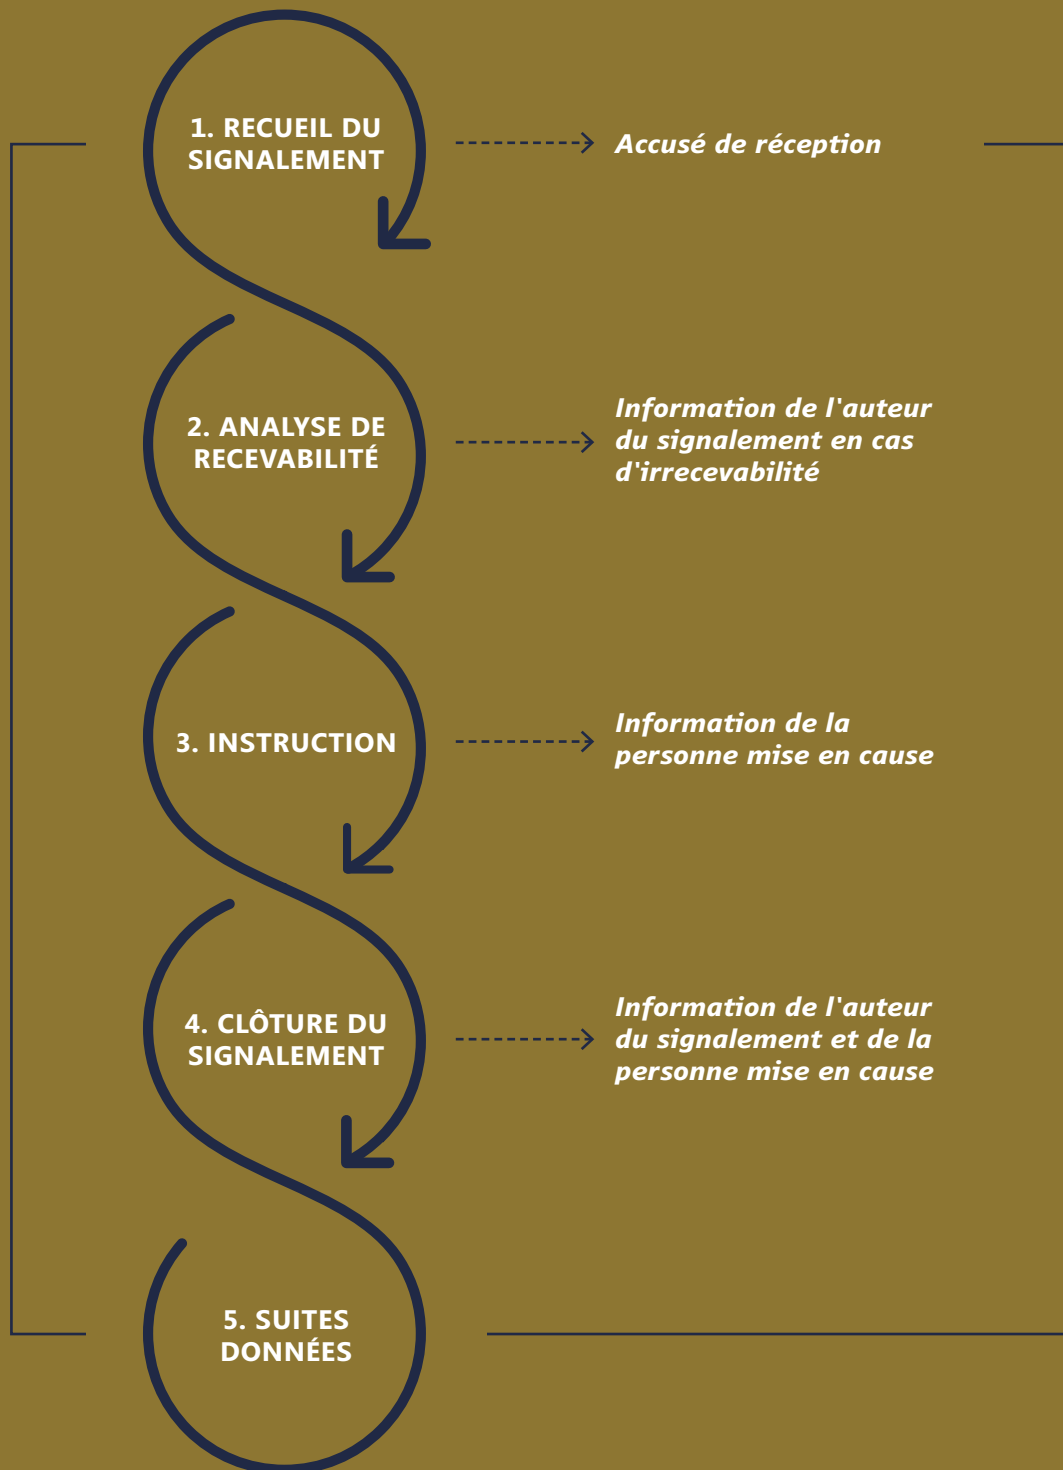 1. RECUEIL DU
SIGNALEMENT
Accusé de réception
2. ANALYSE DE
RECEVABILITÉ
Information de l'auteur
du signalement en cas
d'irrecevabilité
3. INSTRUCTION
Information de la
personne mise en cause
4. CLÔTURE DU
SIGNALEMENT
Information de l'auteur
du signalement et de la
personne mise en cause
5. SUITES
DONNÉES